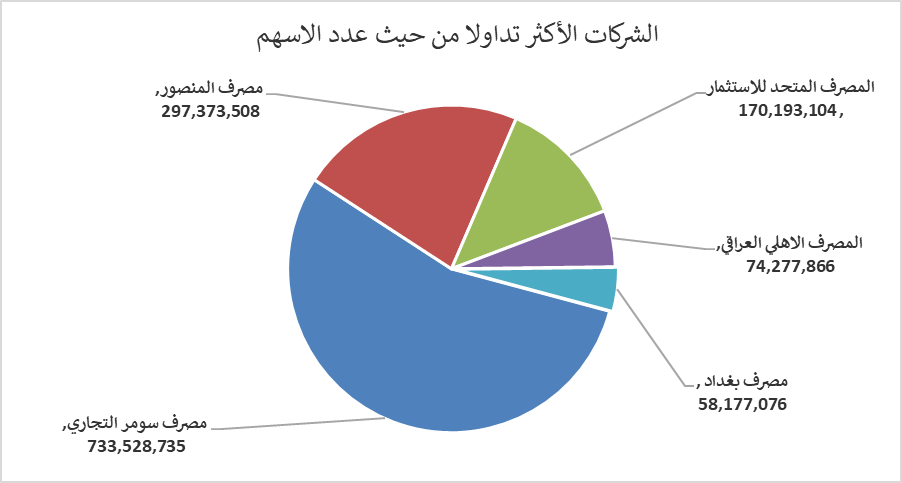 الشركات الأكثر تداولا من حيث عدد الاسهم
المصرف المتحد للاستثمار
170,193,104 ,
مصرف المنصور,
297,373,508
المصرف الاهلي العراقي,
74,277,866
مصرف بغداد ,
58,177,076
مصرف سومر التجاري,
733,528,735